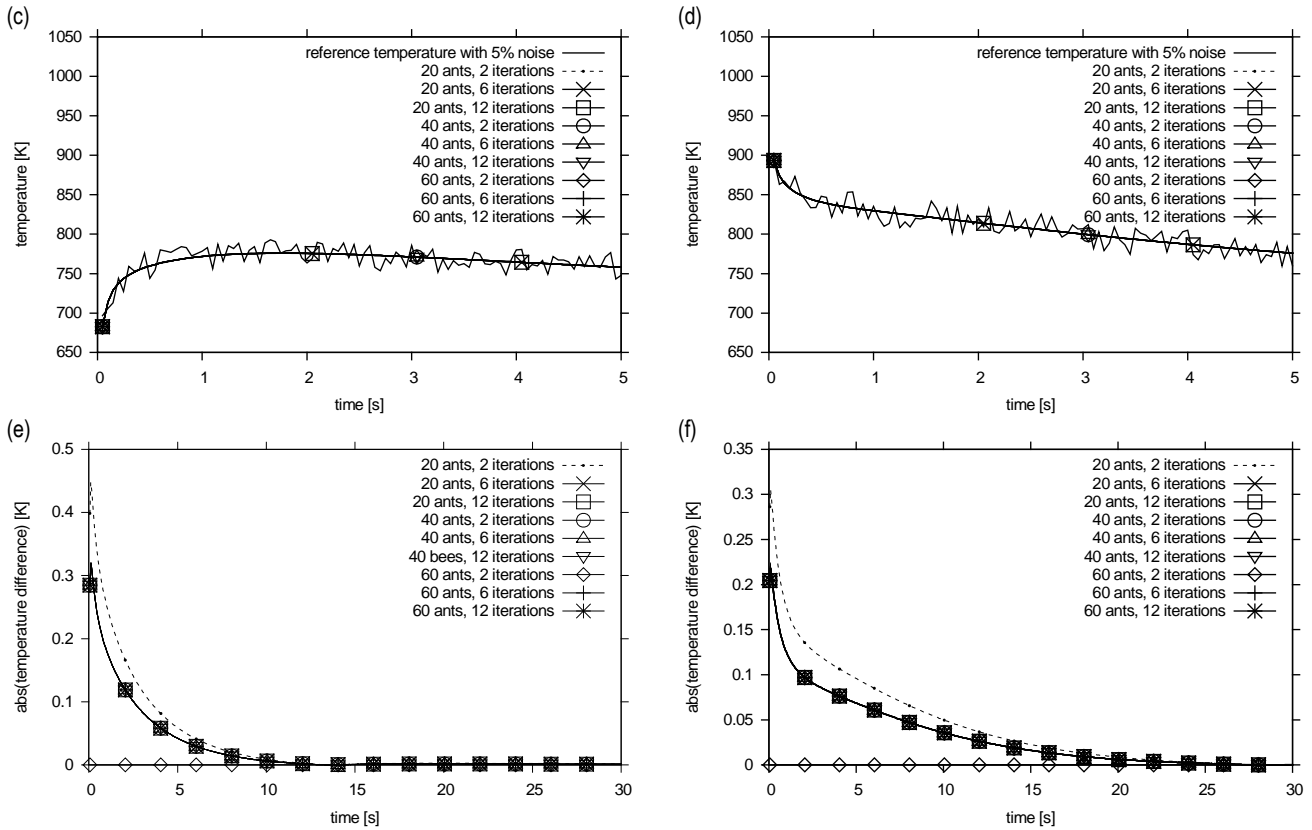 (c)
1050
1000
950
900
850
800
750
700
650
temperature [K]
reference temperature with 5% noise
20 ants, 2 iterations
20 ants, 6 iterations
20 ants, 12 iterations
40 ants, 2 iterations
40 ants, 6 iterations
40 ants, 12 iterations
60 ants, 2 iterations
60 ants, 6 iterations
60 ants, 12 iterations
0 1 2 3 4 5
time [s]
(d)
1050
1000
950
900
850
800
750
700
650
temperature [K]
reference temperature with 5% noise
20 ants, 2 iterations
20 ants, 6 iterations
20 ants, 12 iterations
40 ants, 2 iterations
40 ants, 6 iterations
40 ants, 12 iterations
60 ants, 2 iterations
60 ants, 6 iterations
60 ants, 12 iterations
0 1 2 3 4 5
time [s]
(e)
0.5
0.4
0.3
0.2
0.1
0
abs(temperature difference) [K]
20 ants, 2 iterations
20 ants, 6 iterations
20 ants, 12 iterations
40 ants, 2 iterations
40 ants, 6 iterations
40 bees, 12 iterations
60 ants, 2 iterations
60 ants, 6 iterations
60 ants, 12 iterations
0 5 10 15 20 25 30
time [s]
(f)
0.35
0.3
0.25
0.2
0.15
0.1
0.05
0
abs(temperature difference) [K]
20 ants, 2 iterations
20 ants, 6 iterations
20 ants, 12 iterations
40 ants, 2 iterations
40 ants, 6 iterations
40 ants, 12 iterations
60 ants, 2 iterations
60 ants, 6 iterations
60 ants, 12 iterations
0 5 10 15 20 25 30
time [s]